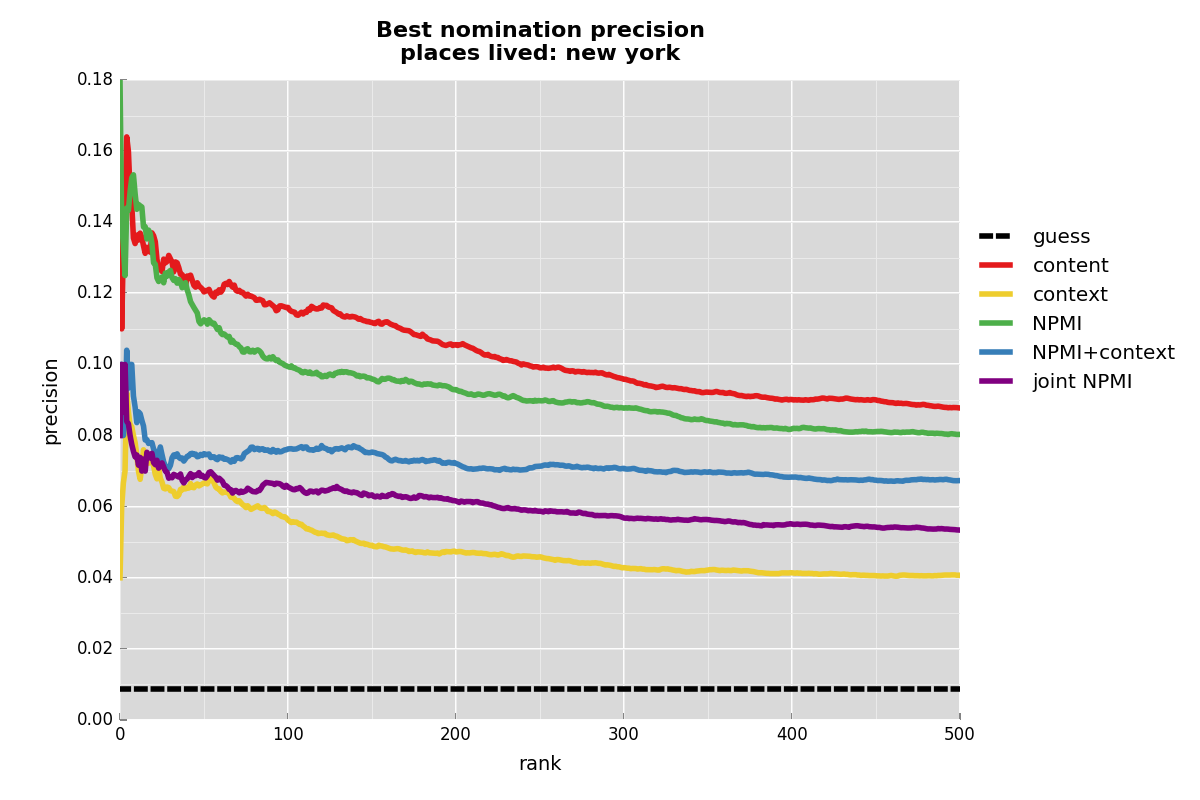 Best nomination precision
places lived: new york
precision
0.18
0.16
0.14
0.12
0.10
0.08
0.06
0.04
0.02
0.00
0 100 200 300 400 500
rank
guess
content
context
NPMI
NPMI+context
joint NPMI